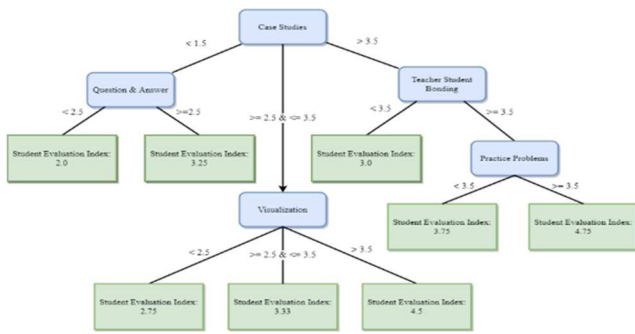 Case Studies
< 1.5
> 3.5
Question & Answer
Teacher Student
Bonding
< 2.5
>=2.5
>= 2.5 & <= 3.5
< 3.5
>= 3.5
Student Evaluation Index:
2.0
Student Evaluation Index:
3.25
Student Evaluation Index:
3.0
Practice Problems
< 3.5
>= 3.5
Visualization
Student Evaluation Index:
3.75
Student Evaluation Index:
4.75
< 2.5
>= 2.5 & <= 3.5
> 3.5
Student Evaluation Index:
2.75
Student Evaluation Index:
3.33
Student Evaluation Index:
4.5